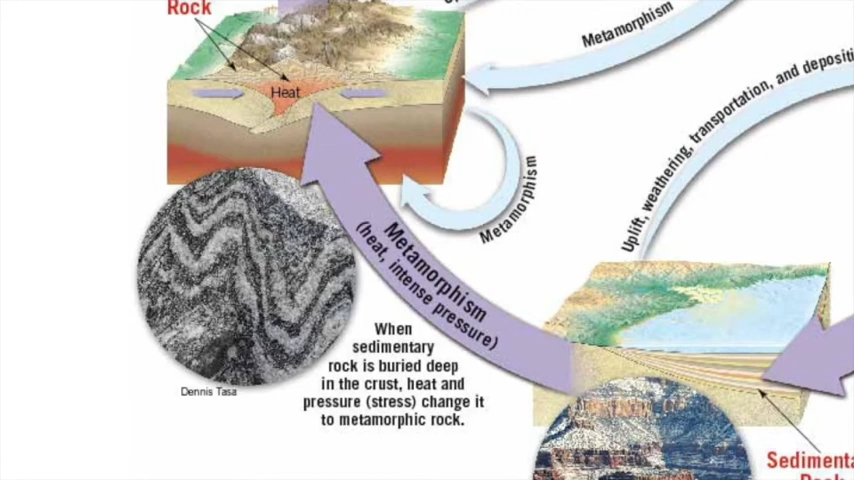 Rock
Metamorphism
Heat
Uplift, weathering, transportation, and depositi
Metamorphism
Metamorphism
(heat, intense pressure)
When
sedimentary
rock is buried deep
in the crust, heat and
pressure (stress) change it
to metamorphic rock.
Dennis Tasa
Sedimenta